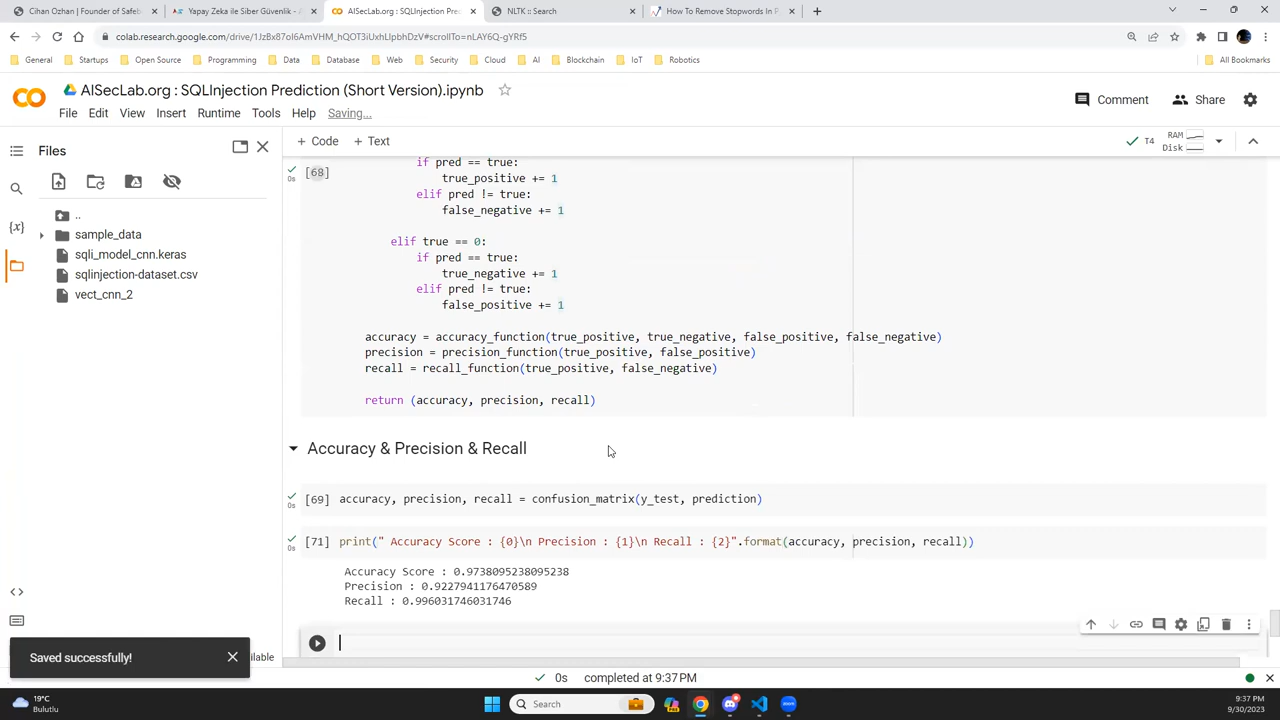 Cihan Ozhan | Founder of Safeb
Yapay Zeka ile Siber Güvenlik - A
AISecLab.org : SQLInjection Prec
NLTK :: Search
How To Remove Stopwords In P
colab.research.google.com/drive/1JzBx87oI6AmVHM_hQOT3iUxhLIpbhDzV#scrollTo=nLAY6Q-gYRf5
General
Startups
Open Source
Programming
Data
Database
Web
Security
Cloud
AI
Blockchain
IoT
Robotics
All Bookmarks
AISecLab.org : SQLInjection Prediction (Short Version).ipynb
File Edit View Insert Runtime Tools Help Saving...
Comment
Share
Files
+ Code + Text
T4
RAM
Disk
..
sample_data
sqli_model_cnn.keras
sqlinjection-dataset.csv
vect_cnn_2
{x}
0s
[68]
if pred == true:
true_positive += 1
elif pred != true:
false_negative += 1
elif true == 0:
if pred == true:
true_negative += 1
elif pred != true:
false_positive += 1
accuracy = accuracy_function(true_positive, true_negative, false_positive, false_negative)
precision = precision_function(true_positive, false_positive)
recall = recall_function(true_positive, false_negative)
return (accuracy, precision, recall)
Accuracy & Precision & Recall
0s
[69] accuracy, precision, recall = confusion_matrix(y_test, prediction)
0s
[71] print(" Accuracy Score : {0}\n Precision : {1}\n Recall : {2}".format(accuracy, precision, recall))
Accuracy Score : 0.9738095238095238
Precision : 0.9227941176470589
Recall : 0.996031746031746
Saved successfully!
ilable
0s completed at 9:37 PM
19°C
Bulutlu
Search
9:37 PM
9/30/2023